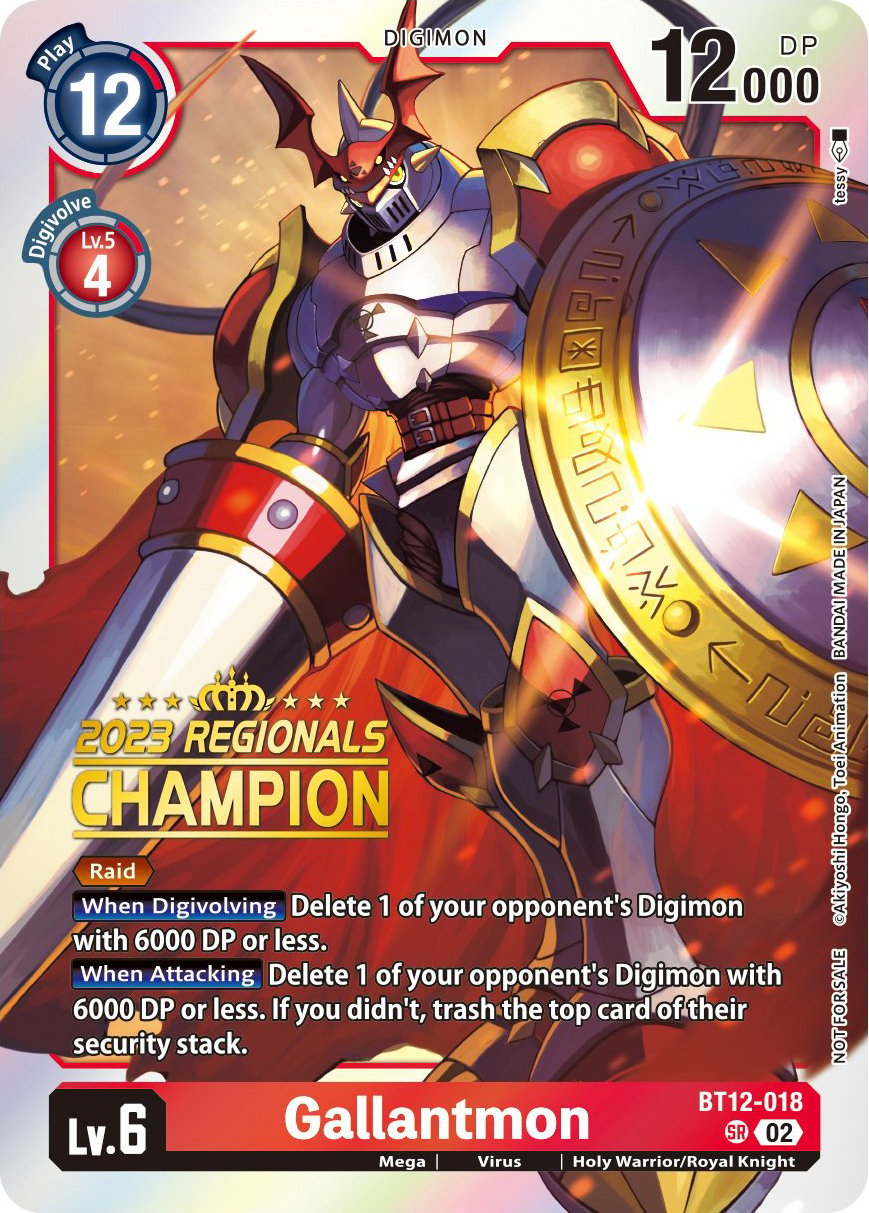 DIGIMON
Play
12
12000
DP
Digivolve
Lv.5
4
tessy
BANDAI MADE IN JAPAN
©Akiyoshi Hongo, Toei Animation
NOT FOR SALE
2023 REGIONALS
CHAMPION
Raid
When Digivolving Delete 1 of your opponent's Digimon
with 6000 DP or less.
When Attacking Delete 1 of your opponent's Digimon with
6000 DP or less. If you didn't, trash the top card of their
security stack.
Lv.6
Gallantmon
BT12-018
SR 02
Mega | Virus | Holy Warrior/Royal Knight